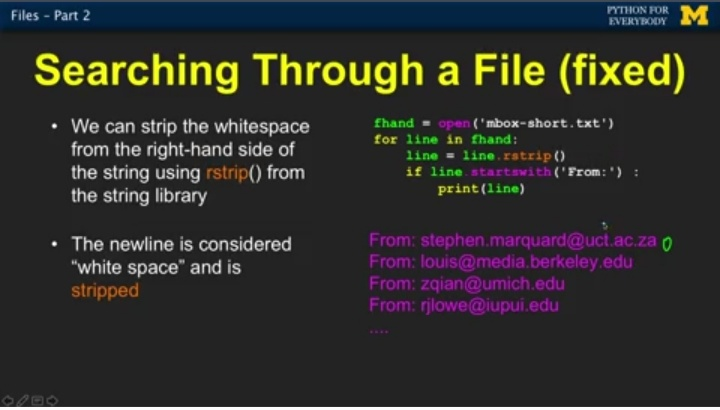 Files – Part 2
PYTHON FOR
EVERYBODY
M
Searching Through a File (fixed)
• We can strip the whitespace
from the right-hand side of
the string using rstrip() from
the string library
• The newline is considered
“white space” and is
stripped
fhand = open('mbox-short.txt')
for line in fhand:
    line = line.rstrip()
    if line.startswith('From:') :
        print(line)
From: stephen.marquard@uct.ac.za
From: louis@media.berkeley.edu
From: zqian@umich.edu
From: rjlowe@iupui.edu
....